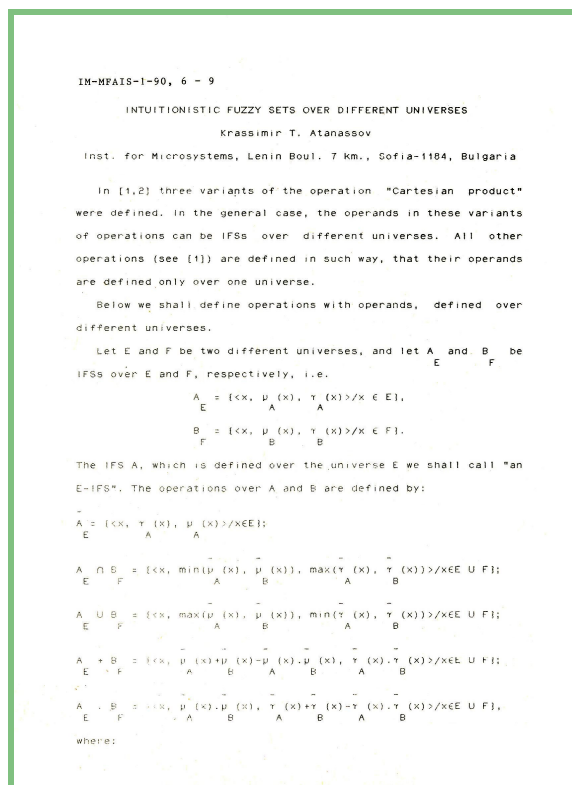 IM-MFAIS-1-90, 6 - 9
INTUITIONISTIC FUZZY SETS OVER DIFFERENT UNIVERSES
Krassimir T. Atanassov
Inst. for Microsystems, Lenin Boul. 7 km., Sofia-1184, Bulgaria
In [1,2] three variants of the operation "Cartesian product"
were defined. In the general case, the operands in these variants
of operations can be IFSs over different universes. All other
operations (see [1]) are defined in such way, that their operands
are defined only over one universe.
Below we shall define operations with operands, defined over
different universes.
Let E and F be two different universes, and let A and B be
E F
IFSs over E and F, respectively, i.e.
A = {<x, μ (x), γ (x)>/x ∈ E},
E A A
B = {<x, μ (x), γ (x)>/x ∈ F}.
F B B
The IFS A, which is defined over the universe E we shall call "an
E-IFS". The operations over A and B are defined by:
-
A = {<x, γ (x), μ (x)>/x∈E};
E A A
- - - -
A ∩ B = {<x, min(μ (x), μ (x)), max(γ (x), γ (x))>/x∈E U F};
E F A B A B
- - - -
A U B = {<x, max(μ (x), μ (x)), min(γ (x), γ (x))>/x∈E U F};
E F A B A B
- - - - - -
A + B = {<x, μ (x)+μ (x)-μ (x).μ (x), γ (x).γ (x)>/x∈E U F};
E F A B A B A B
- - - - - -
A . B = {<x, μ (x).μ (x), γ (x)+γ (x)-γ (x).γ (x)>/x∈E U F},
E F A B A B A B
where: